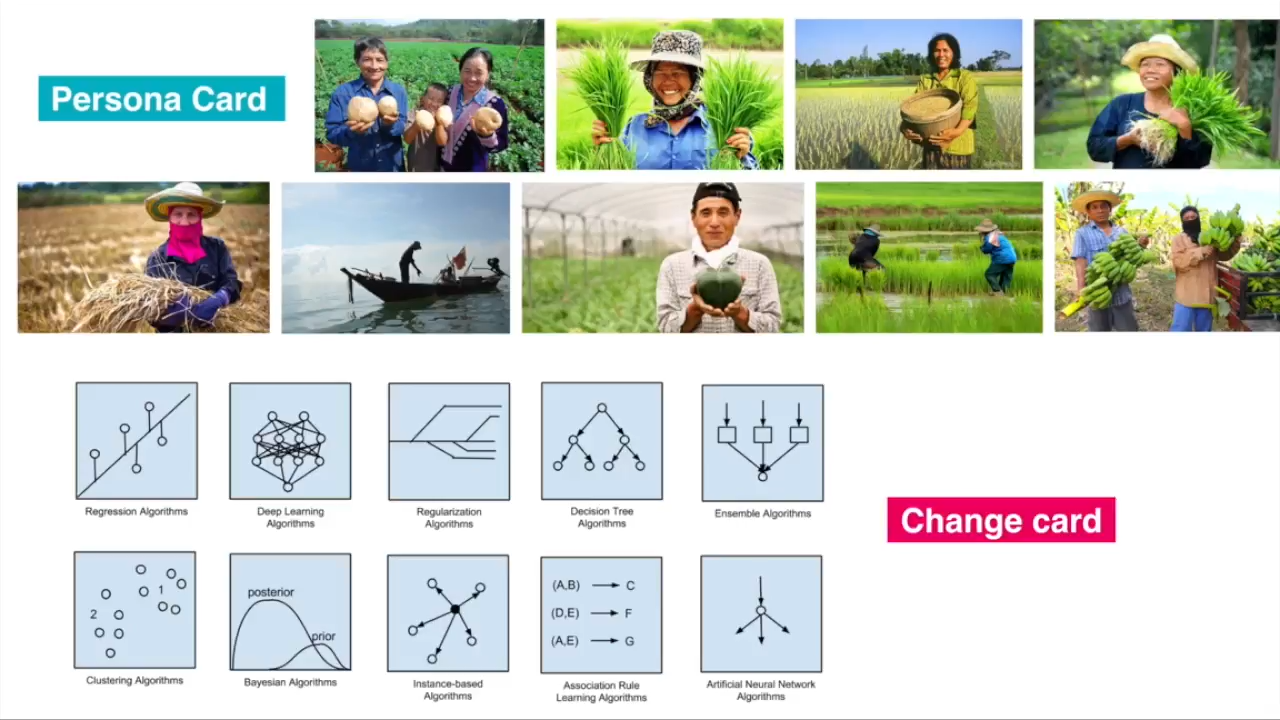 Persona Card
Regression Algorithms
Deep Learning
Algorithms
Regularization
Algorithms
Decision Tree
Algorithms
Ensemble Algorithms
Change card
1
2
Clustering Algorithms
posterior
prior
Bayesian Algorithms
Instance-based
Algorithms
(A,B) → C
(D,E) → F
(A,E) → G
Association Rule
Learning Algorithms
Artificial Neural Network
Algorithms